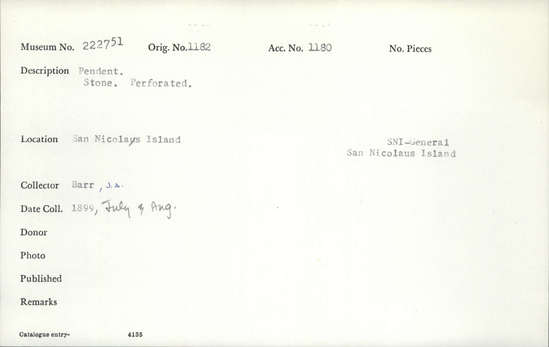 Museum No. 222751 Orig. No. 1182 Acc. No. 1180 No. Pieces
Description Pendent.
Stone. Perforated.
Location San Nicolays Island SNI-General
San Nicolaus Island
Collector Barr, J.A.
Date Coll. 1899, July & Aug.
Donor
Photo
Published
Remarks
Catalogue entry- 4135